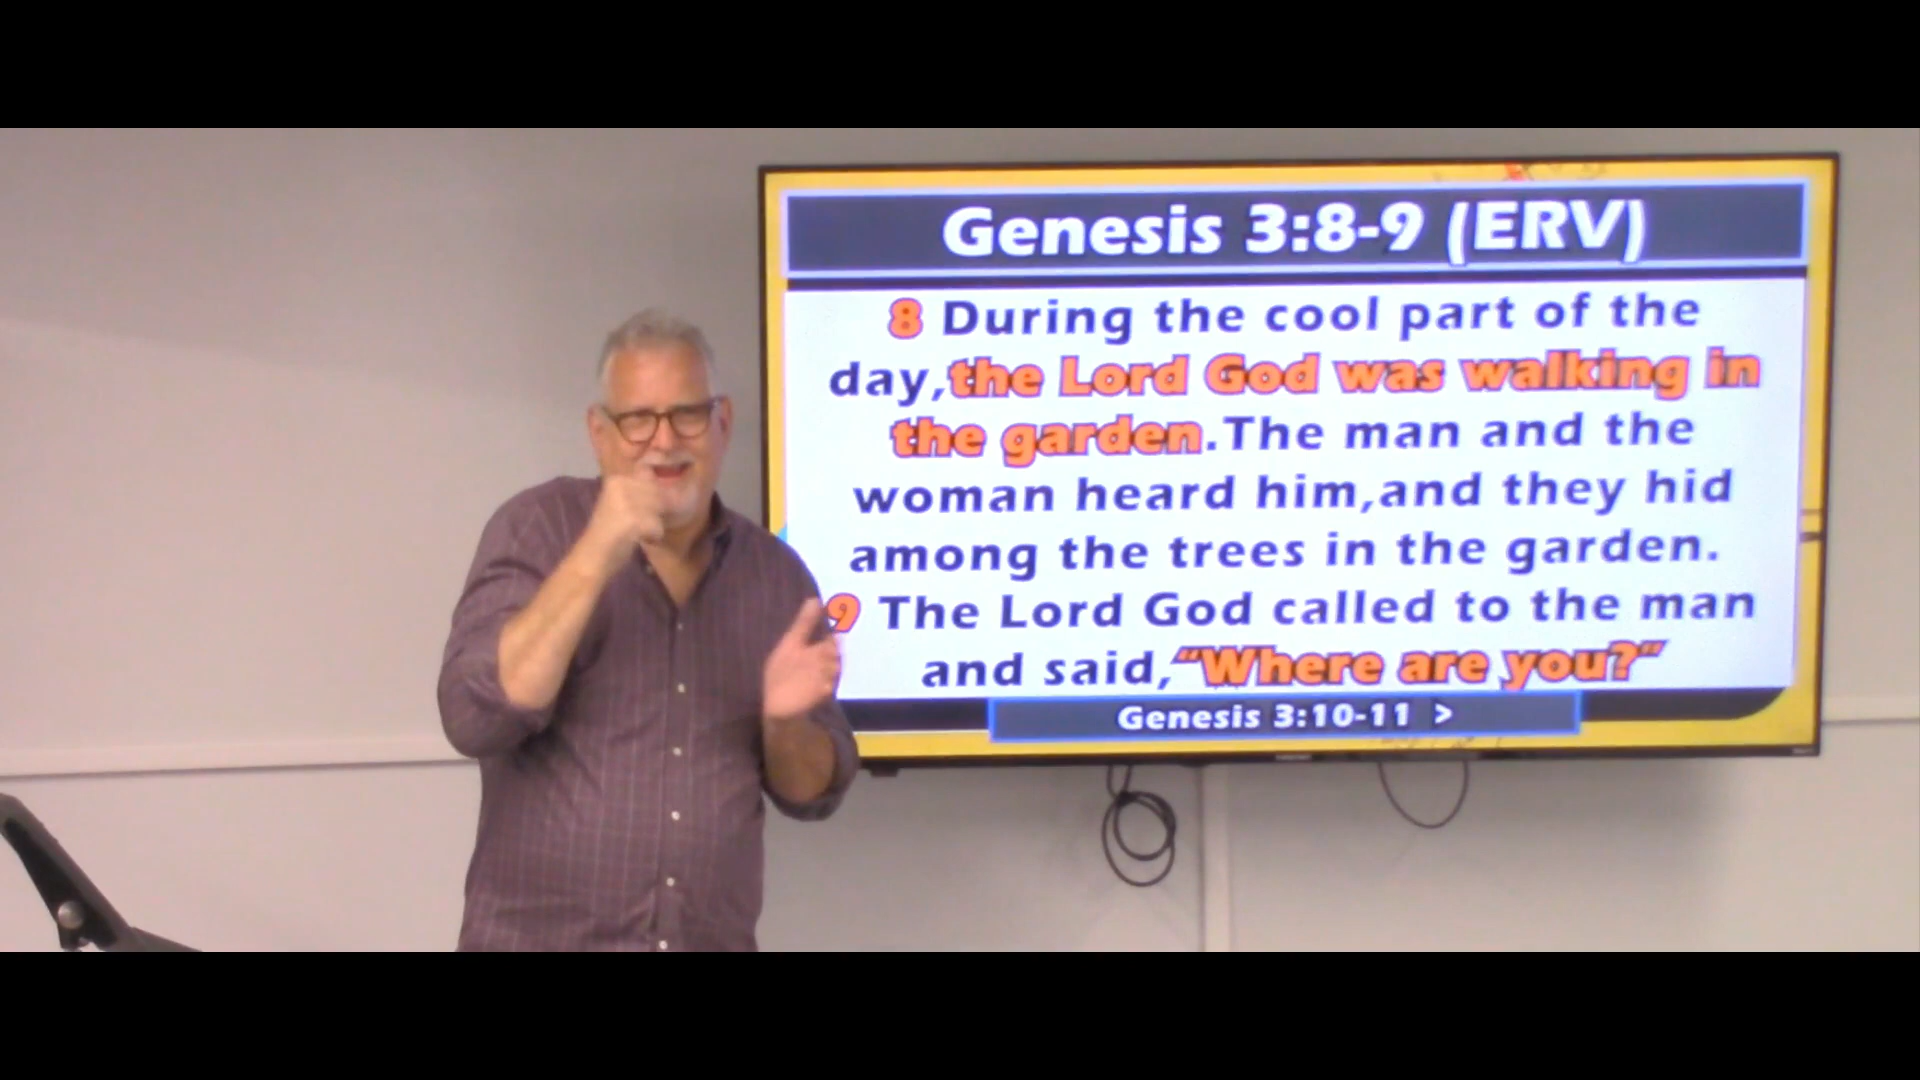 Genesis 3:8-9 (ERV)
8 During the cool part of the
day,the Lord God was walking in
the garden.The man and the
woman heard him,and they hid
among the trees in the garden.
9 The Lord God called to the man
and said,“Where are you?”
Genesis 3:10-11 >